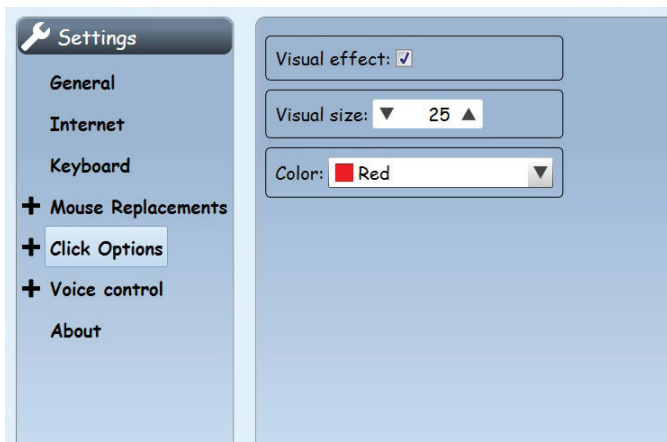 Settings
General
Internet
Keyboard
Mouse Replacements
Click Options
Voice control
About
Visual effect:
Visual size: 25
Color: Red